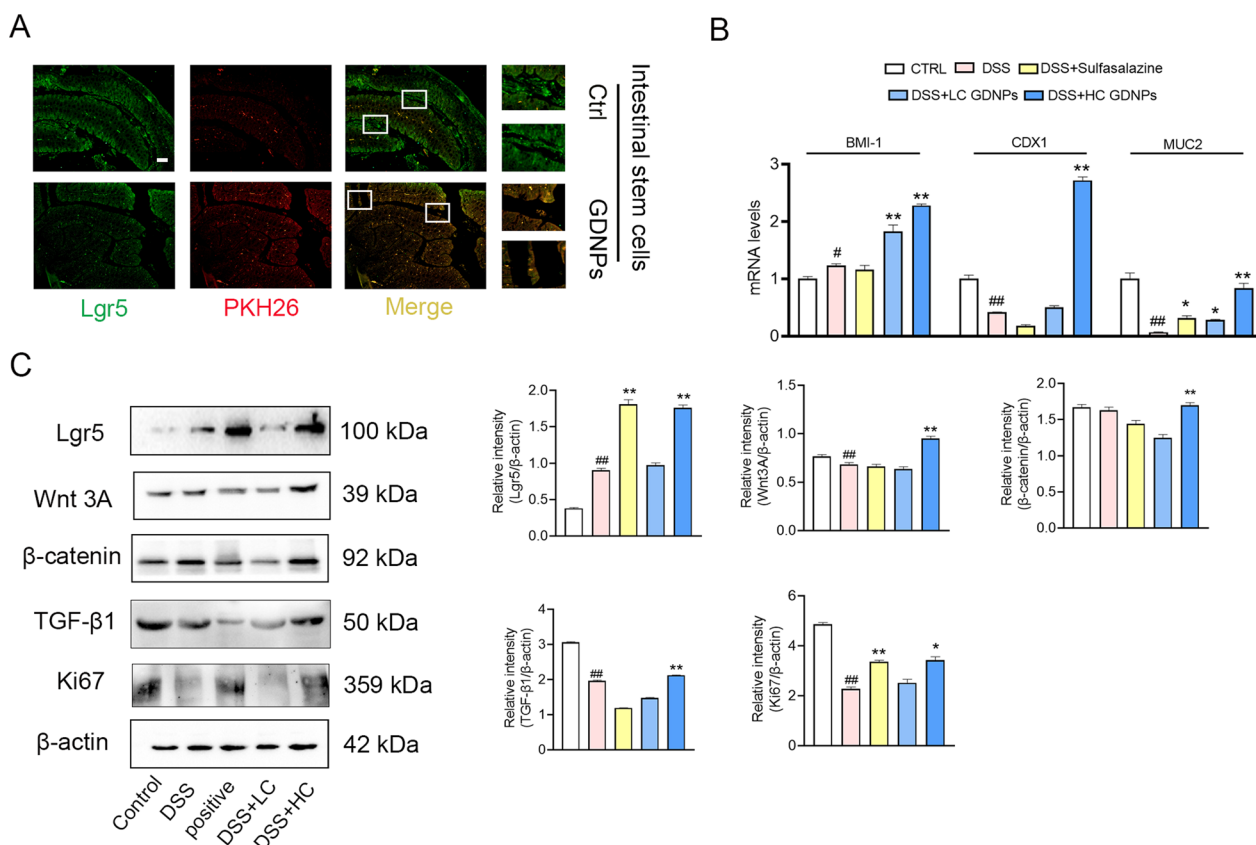 A
Ctrl
GDNPs
Intestinal stem cells
Lgr5
PKH26
Merge
B
CTRL DSS DSS+Sulfasalazine
DSS+LC GDNPs DSS+HC GDNPs
BMI-1 CDX1 MUC2
mRNA levels
3
2
1
0
# ** **
## **
## * * **
C
Lgr5 100 kDa
Wnt 3A 39 kDa
β-catenin 92 kDa
TGF-β1 50 kDa
Ki67 359 kDa
β-actin 42 kDa
Control
DSS
positive
DSS+LC
DSS+HC
Relative intensity
(Lgr5/β-actin)
2.0
1.5
1.0
0.5
0.0
## ** **
Relative intensity
(Wnt3A/β-actin)
1.5
1.0
0.5
0.0
## **
Relative intensity
(β-catenin/β-actin)
2.0
1.5
1.0
0.5
0.0
**
Relative intensity
(TGF-β1/β-actin)
3
2
1
0
## **
Relative intensity
(Ki67/β-actin)
6
4
2
0
## ** *